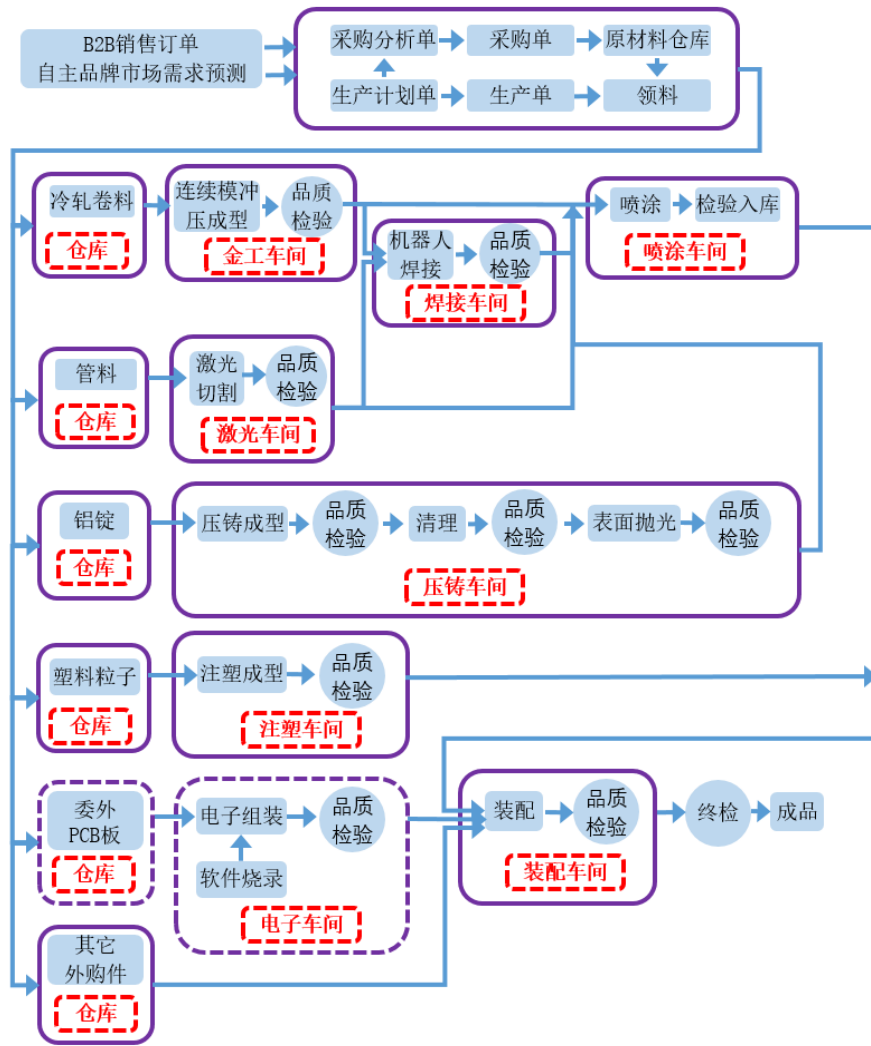 B2B销售订单
自主品牌市场需求预测
采购分析单
采购单
原材料仓库
生产计划单
生产单
领料
冷轧卷料
仓库
连续模冲
压成型
品质
检验
金工车间
机器人
焊接
品质
检验
焊接车间
喷涂
检验入库
喷涂车间
管料
仓库
激光
切割
品质
检验
激光车间
铝锭
仓库
压铸成型
品质
检验
清理
品质
检验
表面抛光
品质
检验
压铸车间
塑料粒子
仓库
注塑成型
品质
检验
注塑车间
委外
PCB板
仓库
电子组装
品质
检验
软件烧录
电子车间
装配
品质
检验
装配车间
终检
成品
其它
外购件
仓库